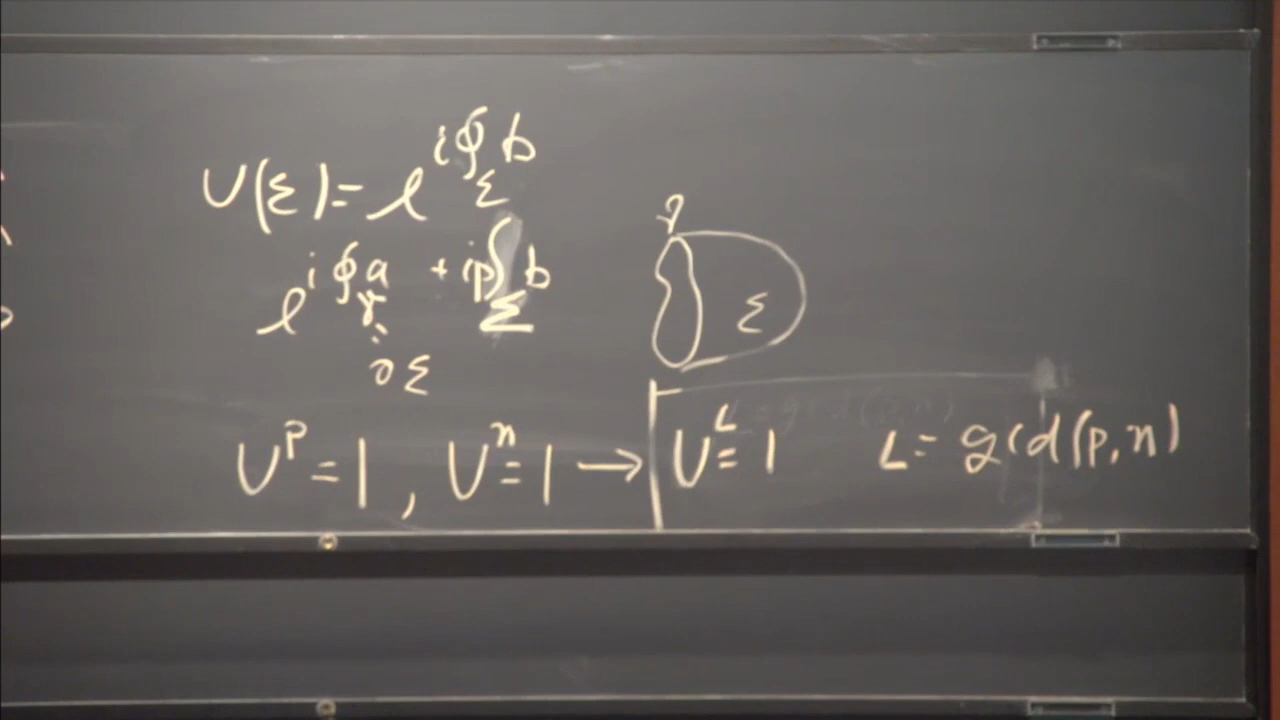 U(Σ) = e^{i∮_Σ b}
e^{i∮_γ a + ip∫_Σ b}
∂Σ
γ
Σ
U^p = 1 , U^n = 1 → U^L = 1 L = gcd(p,n)